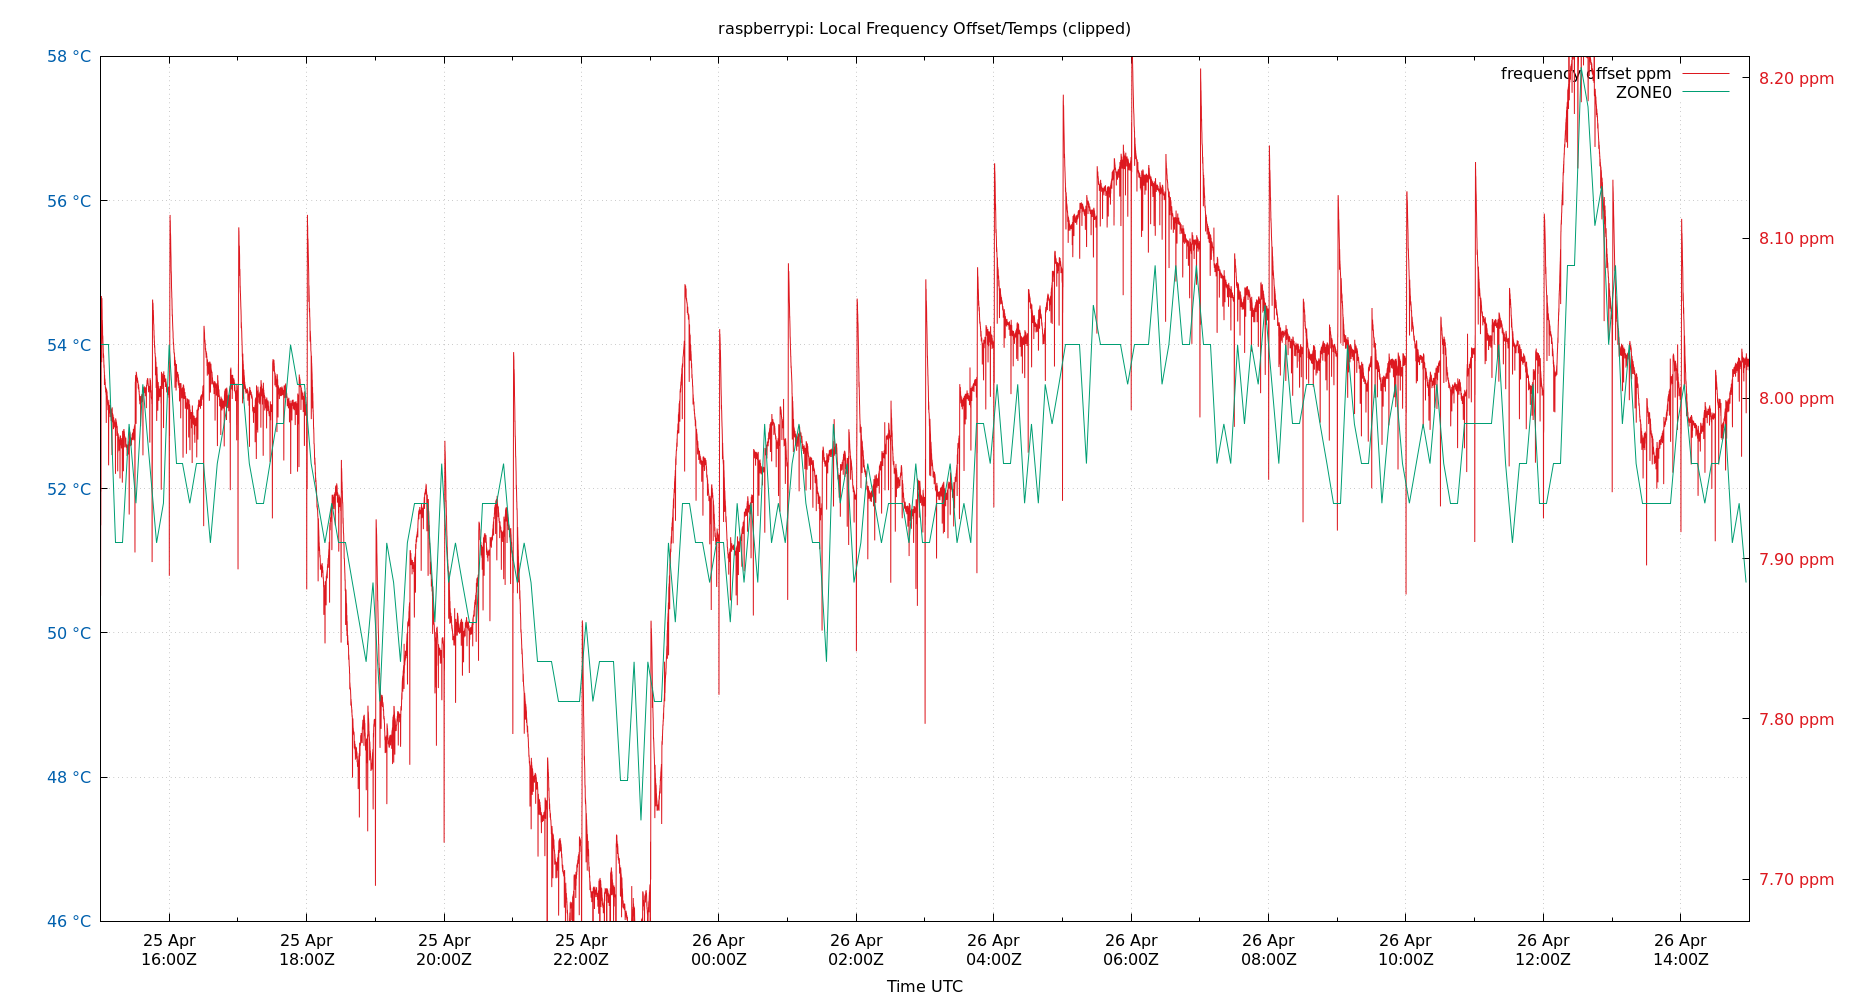 raspberrypi: Local Frequency Offset/Temps (clipped)
frequency offset ppm
ZONE0
58 °C
56 °C
54 °C
52 °C
50 °C
48 °C
46 °C
8.20 ppm
8.10 ppm
8.00 ppm
7.90 ppm
7.80 ppm
7.70 ppm
25 Apr
16:00Z
25 Apr
18:00Z
25 Apr
20:00Z
25 Apr
22:00Z
26 Apr
00:00Z
26 Apr
02:00Z
26 Apr
04:00Z
26 Apr
06:00Z
26 Apr
08:00Z
26 Apr
10:00Z
26 Apr
12:00Z
26 Apr
14:00Z
Time UTC